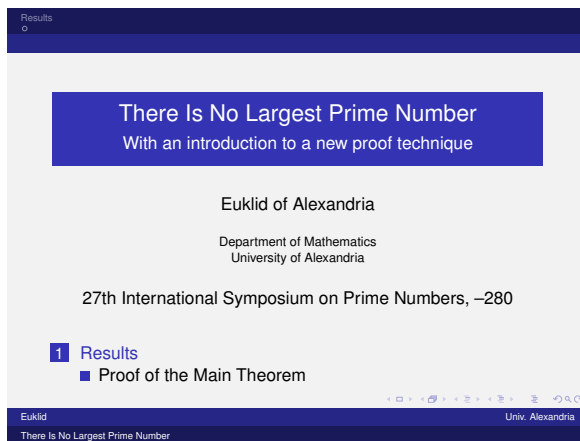 Results
There Is No Largest Prime Number
With an introduction to a new proof technique
Euklid of Alexandria
Department of Mathematics
University of Alexandria
27th International Symposium on Prime Numbers, –280
1 Results
Proof of the Main Theorem
Euklid Univ. Alexandria
There Is No Largest Prime Number